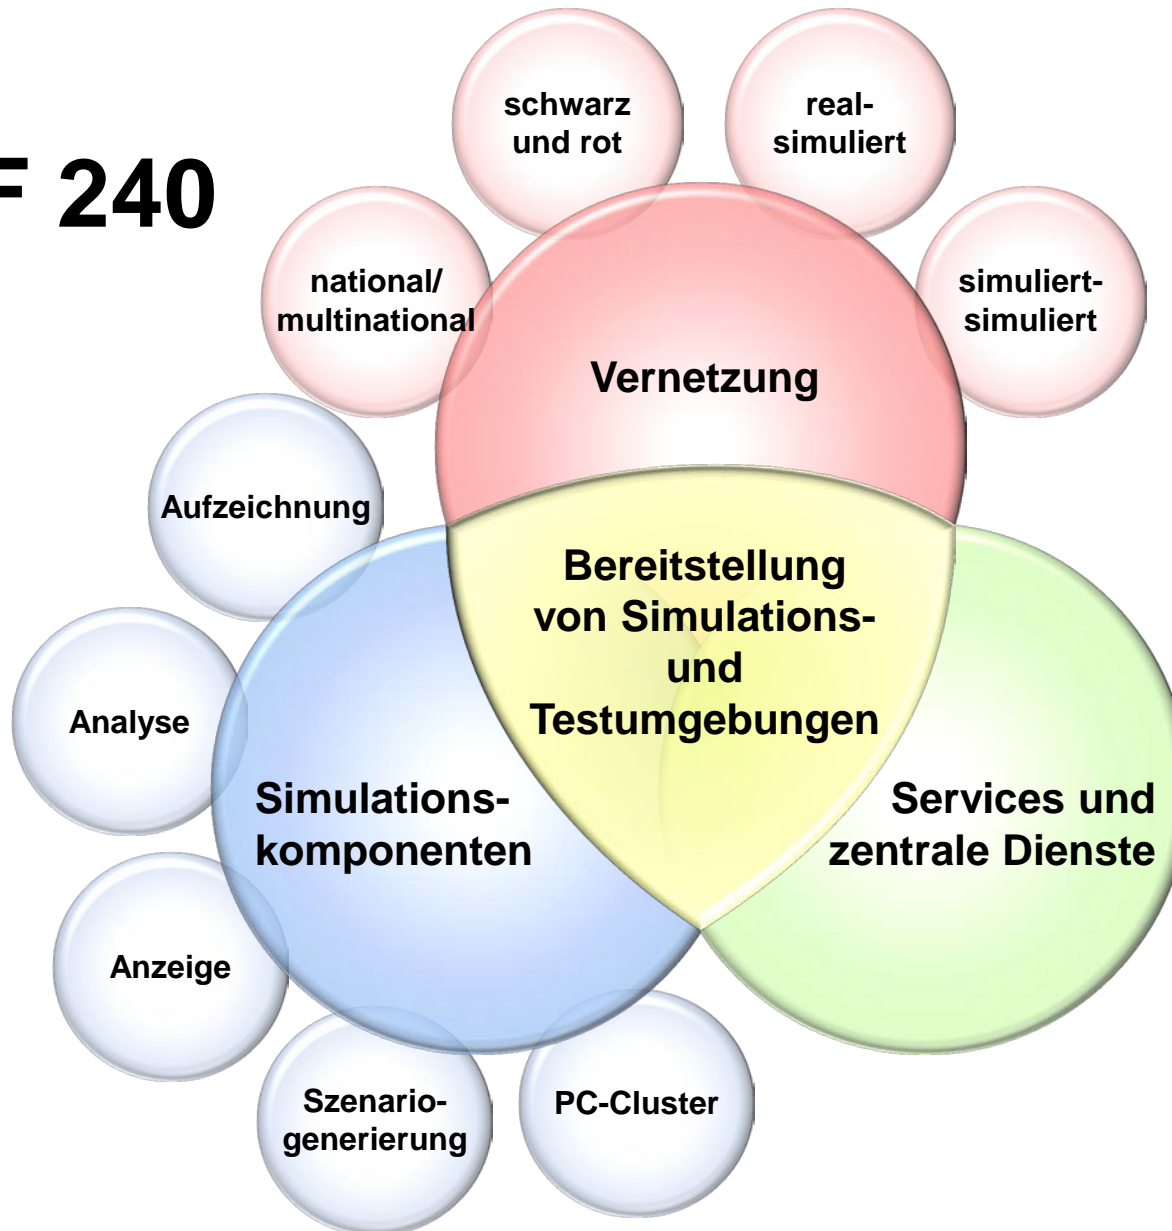 schwarz
und rot
real-
simuliert
F 240
national/
multinational
simuliert-
simuliert
Vernetzung
Aufzeichnung
Bereitstellung
von Simulations-
und
Testumgebungen
Analyse
Simulations-
komponenten
Services und
zentrale Dienste
Anzeige
Szenario-
generierung
PC-Cluster